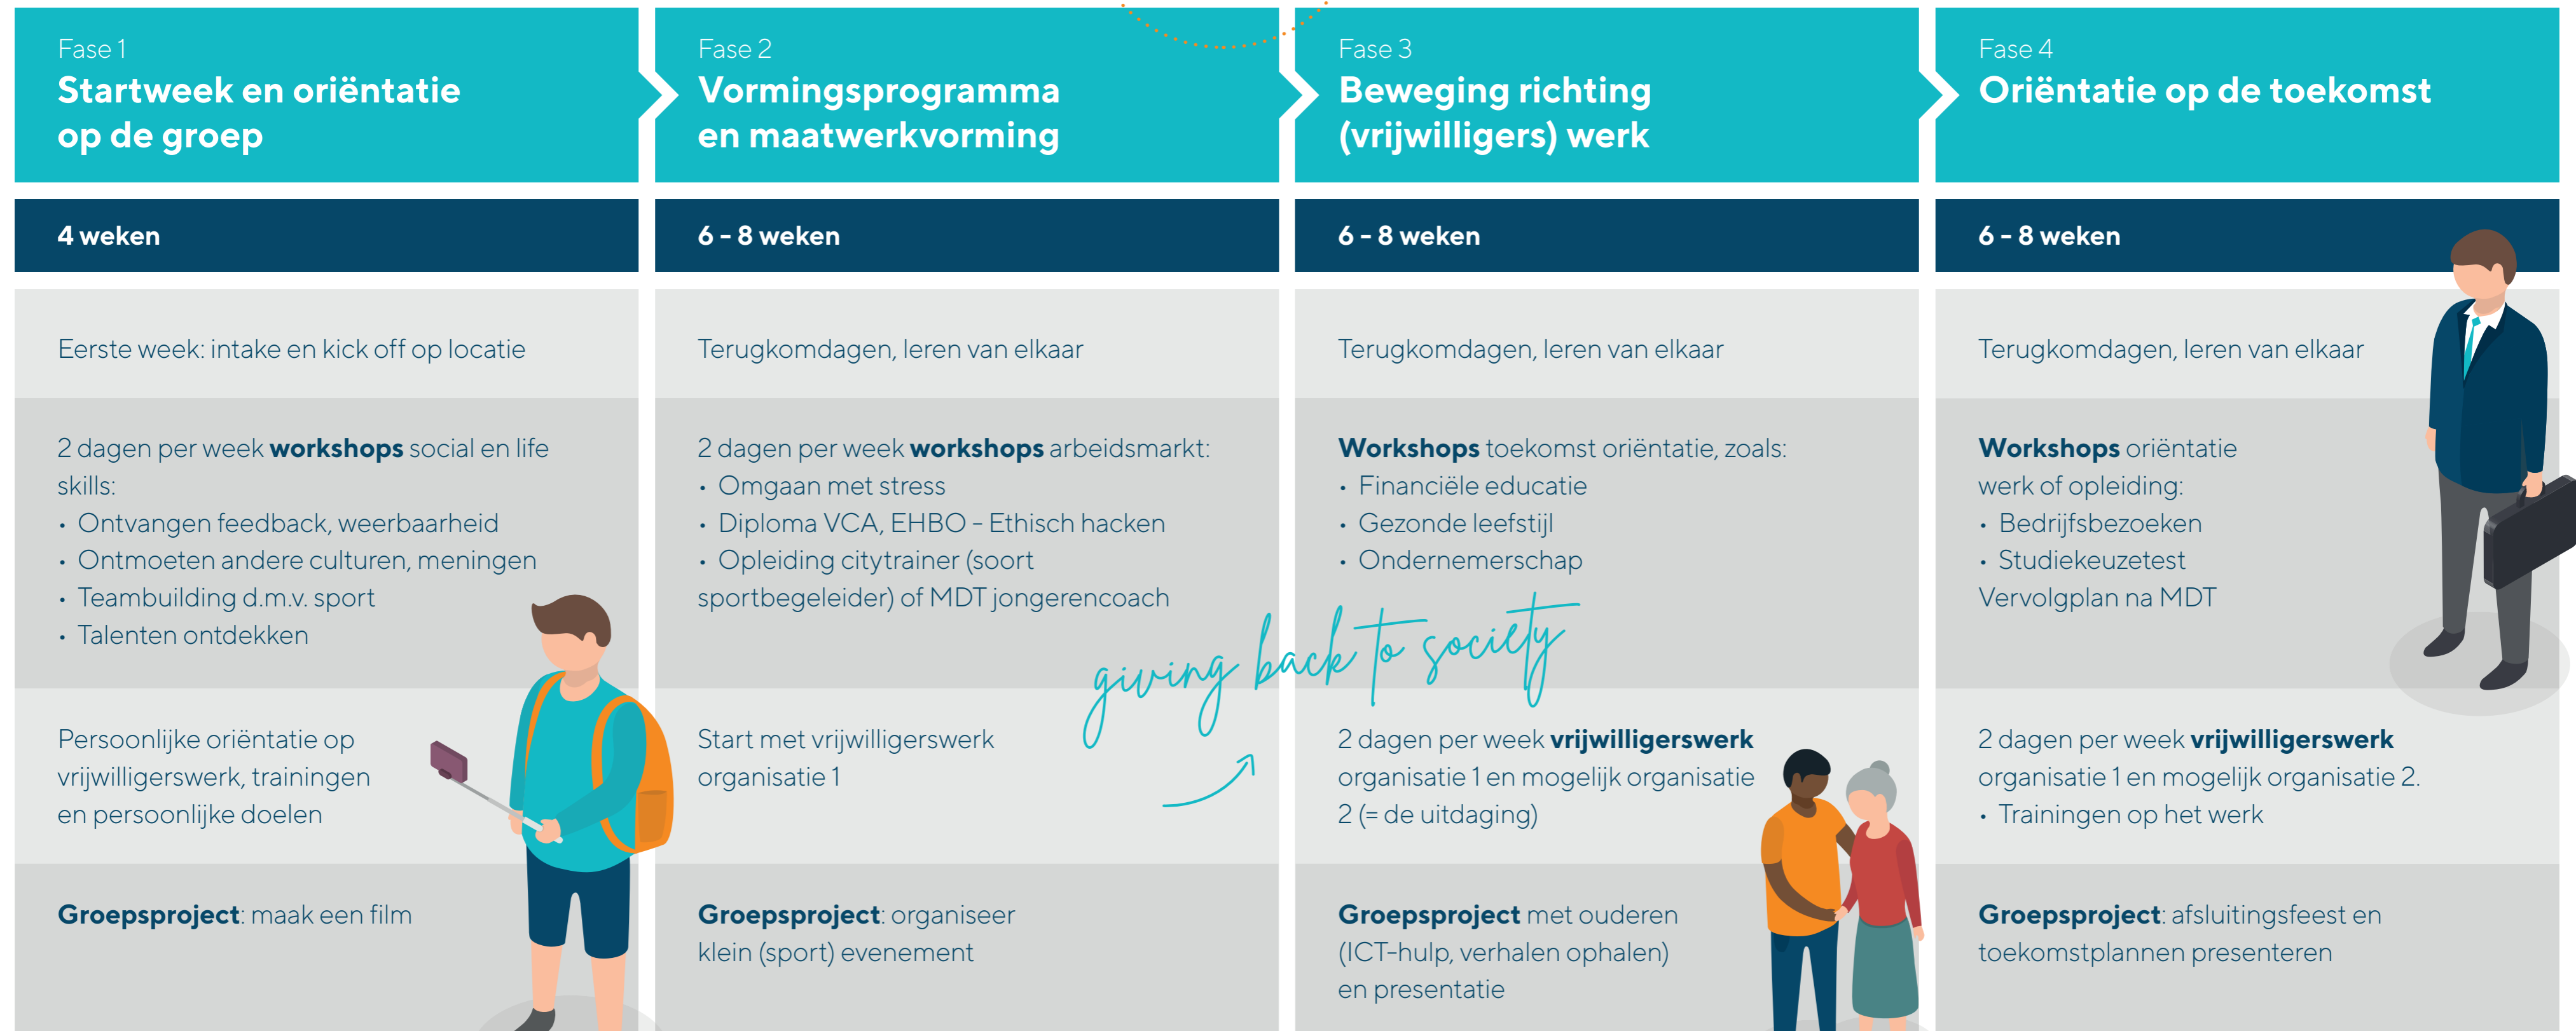 Fase 1
Startweek en oriëntatie
op de groep
4 weken
Eerste week: intake en kick off op locatie
2 dagen per week workshops social en life
skills:
• Ontvangen feedback, weerbaarheid
• Ontmoeten andere culturen, meningen
• Teambuilding d.m.v. sport
• Talenten ontdekken
Persoonlijke oriëntatie op
vrijwilligerswerk, trainingen
en persoonlijke doelen
Groepsproject: maak een film
Fase 2
Vormingsprogramma
en maatwerkvorming
6 - 8 weken
Terugkomdagen, leren van elkaar
2 dagen per week workshops arbeidsmarkt:
• Omgaan met stress
• Diploma VCA, EHBO - Ethisch hacken
• Opleiding citytrainer (soort
sportbegeleider) of MDT jongerencoach
Start met vrijwilligerswerk
organisatie 1
Groepsproject: organiseer
klein (sport) evenement
giving back to society
Fase 3
Beweging richting
(vrijwilligers) werk
6 - 8 weken
Terugkomdagen, leren van elkaar
Workshops toekomst oriëntatie, zoals:
• Financiële educatie
• Gezonde leefstijl
• Ondernemerschap
2 dagen per week vrijwilligerswerk
organisatie 1 en mogelijk organisatie
2 (= de uitdaging)
Groepsproject met ouderen
(ICT-hulp, verhalen ophalen)
en presentatie
Fase 4
Oriëntatie op de toekomst
6 - 8 weken
Terugkomdagen, leren van elkaar
Workshops oriëntatie
werk of opleiding:
• Bedrijfsbezoeken
• Studiekeuzetest
Vervolgplan na MDT
2 dagen per week vrijwilligerswerk
organisatie 1 en mogelijk organisatie 2.
• Trainingen op het werk
Groepsproject: afsluitingsfeest en
toekomstplannen presenteren